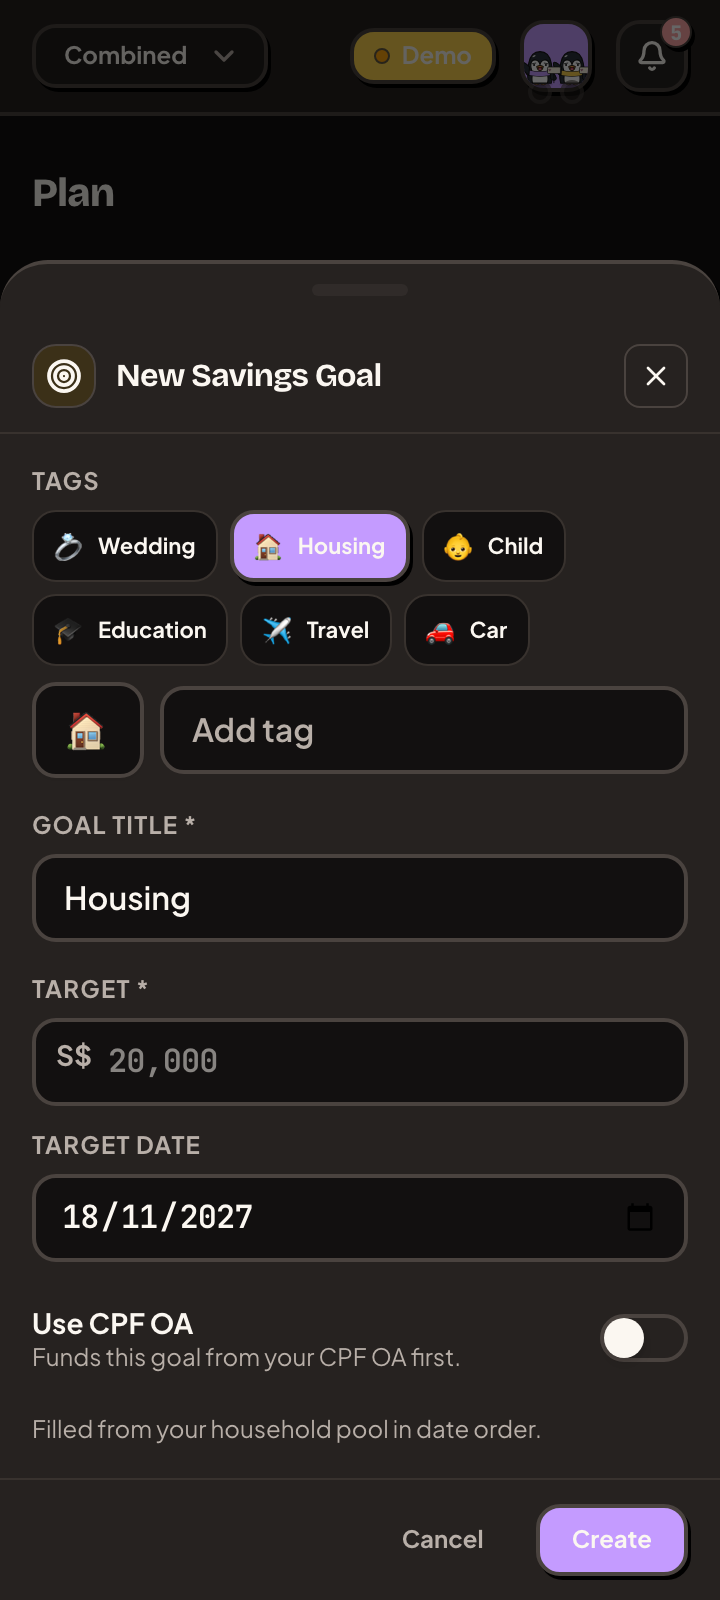 Combined
Demo
5
Plan
New Savings Goal
TAGS
Wedding
Housing
Child
Education
Travel
Car
Add tag
GOAL TITLE *
Housing
TARGET *
S$ 20,000
TARGET DATE
18/11/2027
Use CPF OA
Funds this goal from your CPF OA first.
Filled from your household pool in date order.
Cancel
Create